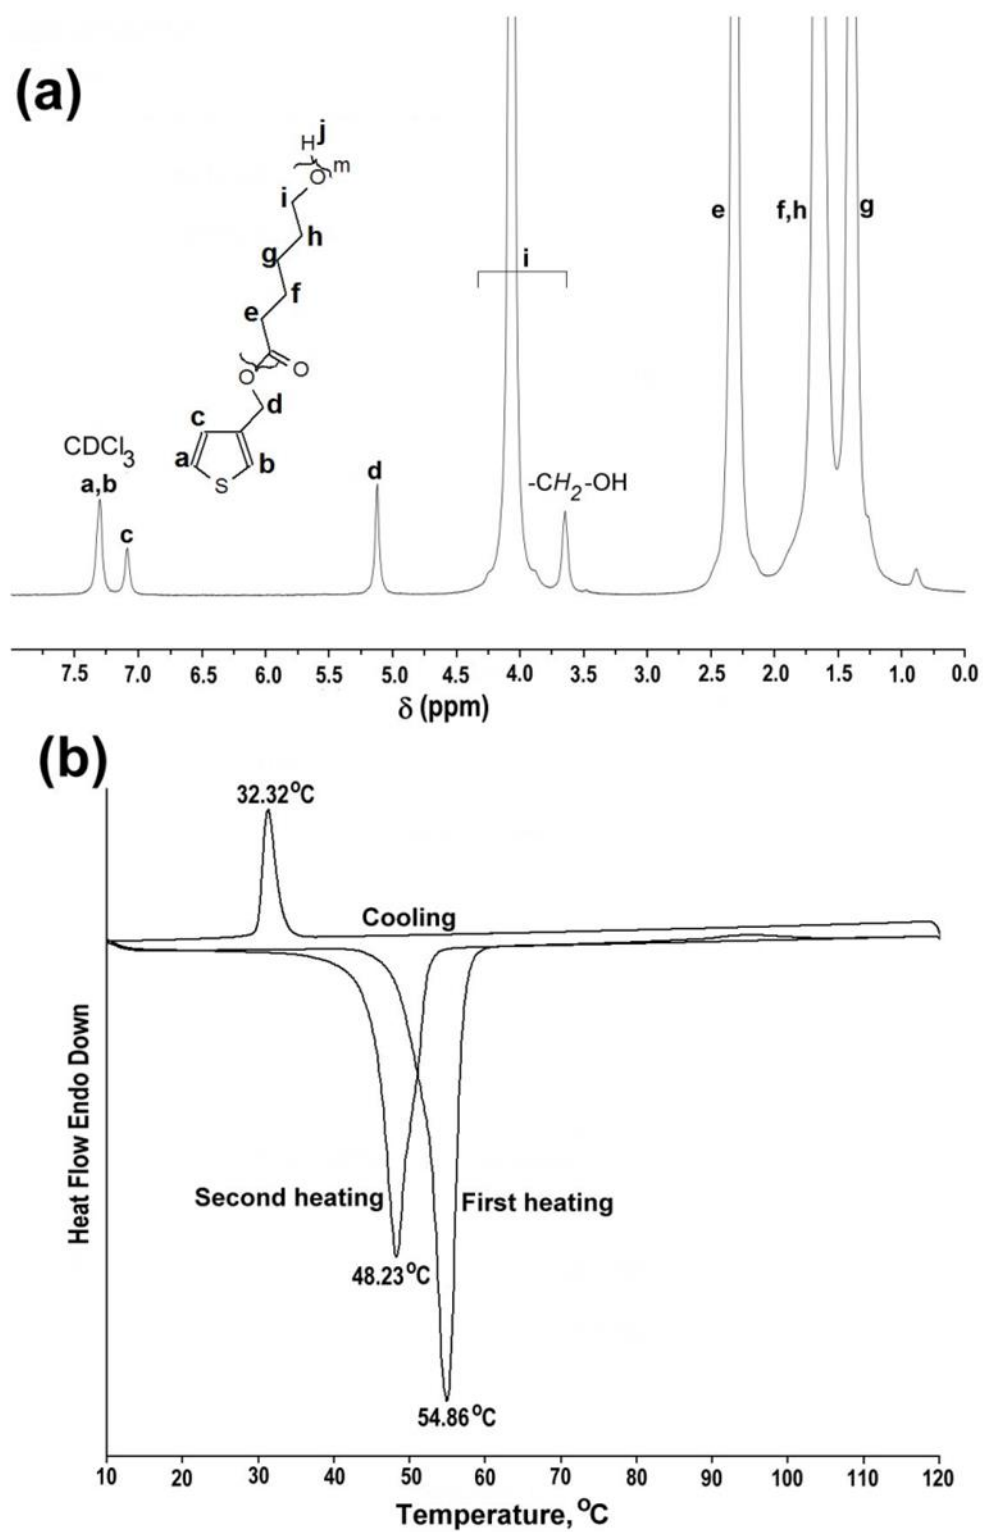 (a)
H j
O m
i
h
g
f
e
O
O
d
c
a
b
S
CDCl3
a,b
c
d
i
-CH2-OH
e
f,h
g
7.5 7.0 6.5 6.0 5.5 5.0 4.5 4.0 3.5 3.0 2.5 2.0 1.5 1.0 0.0
δ (ppm)
(b)
32.32°C
Cooling
Heat Flow Endo Down
Second heating
First heating
48.23°C
54.86°C
10 20 30 40 50 60 70 80 90 100 110 120
Temperature, °C